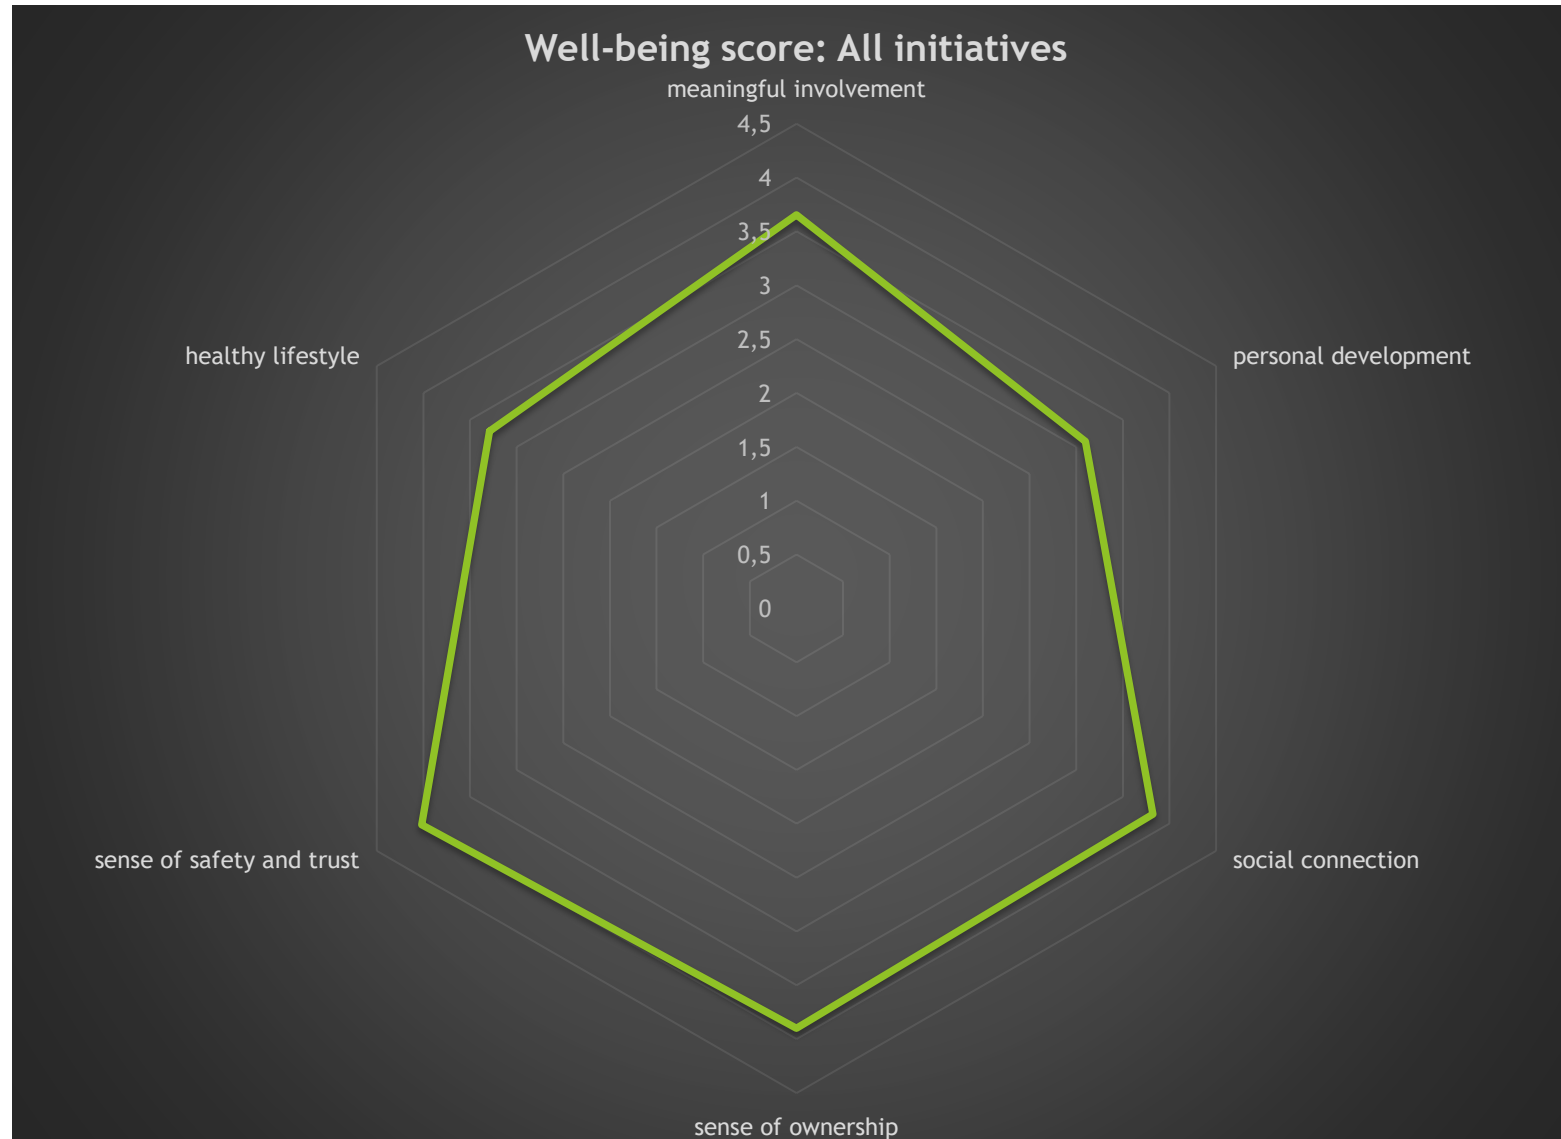 Well-being score: All initiatives
meaningful involvement
4,5
4
3,5
3
2,5
2
1,5
1
0,5
0
healthy lifestyle
personal development
sense of safety and trust
social connection
sense of ownership